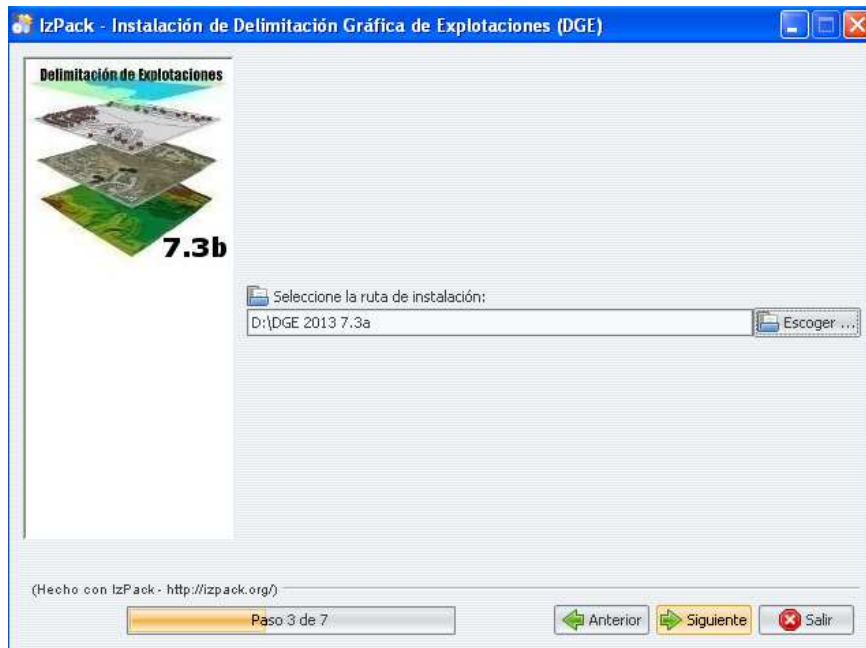 IzPack - Instalación de Delimitación Gráfica de Explotaciones (DGE)
Delimitación de Explotaciones
7.3b
Seleccione la ruta de instalación:
D:\DGE 2013 7.3a
Escoger ...
(Hecho con IzPack - http://izpack.org/)
Paso 3 de 7
Anterior
Siguiente
Salir